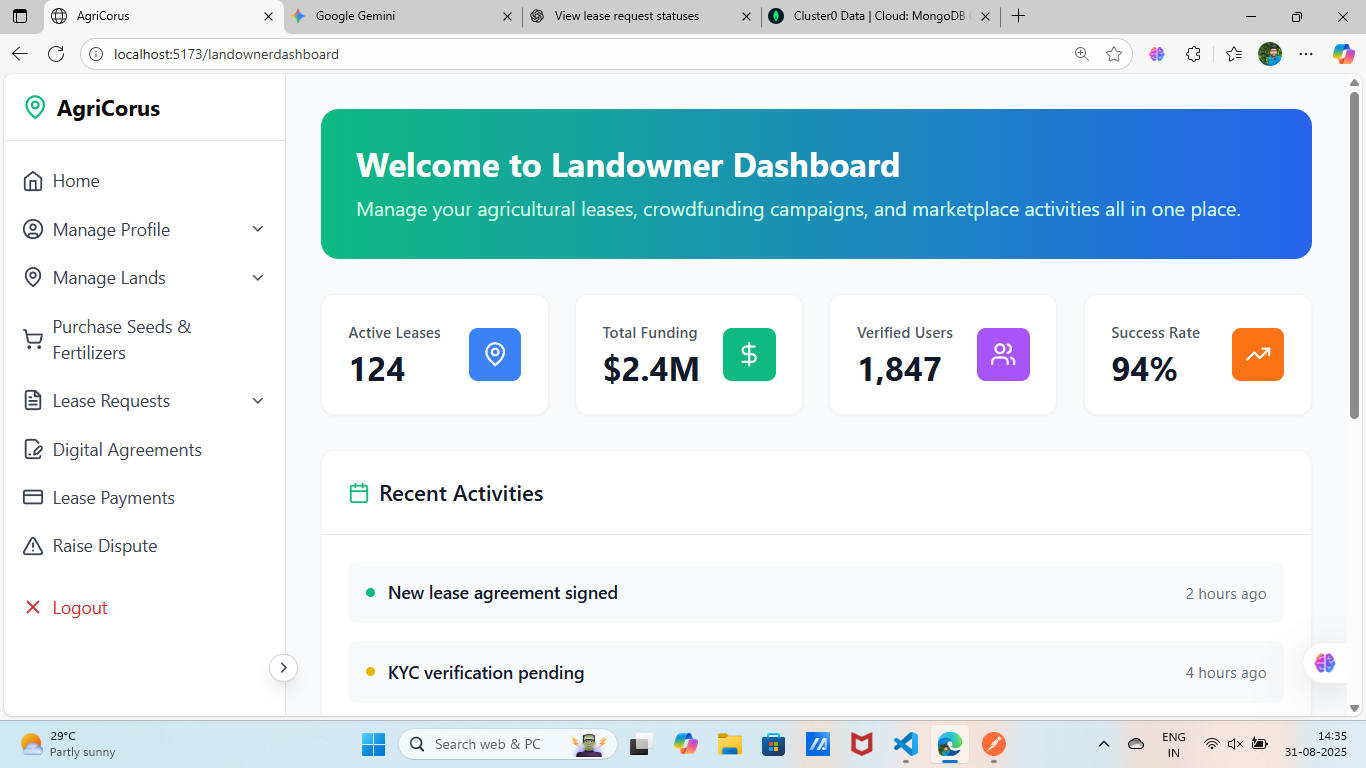 AgriCorus
Google Gemini
View lease request statuses
Cluster0 Data | Cloud: MongoDB
localhost:5173/landownerdashboard
AgriCorus
Home
Manage Profile
Manage Lands
Purchase Seeds &
Fertilizers
Lease Requests
Digital Agreements
Lease Payments
Raise Dispute
Logout
Welcome to Landowner Dashboard
Manage your agricultural leases, crowdfunding campaigns, and marketplace activities all in one place.
Active Leases
124
Total Funding
$2.4M
Verified Users
1,847
Success Rate
94%
Recent Activities
New lease agreement signed
2 hours ago
KYC verification pending
4 hours ago
29°C
Partly sunny
Search web & PC
ENG
IN
14:35
31-08-2025